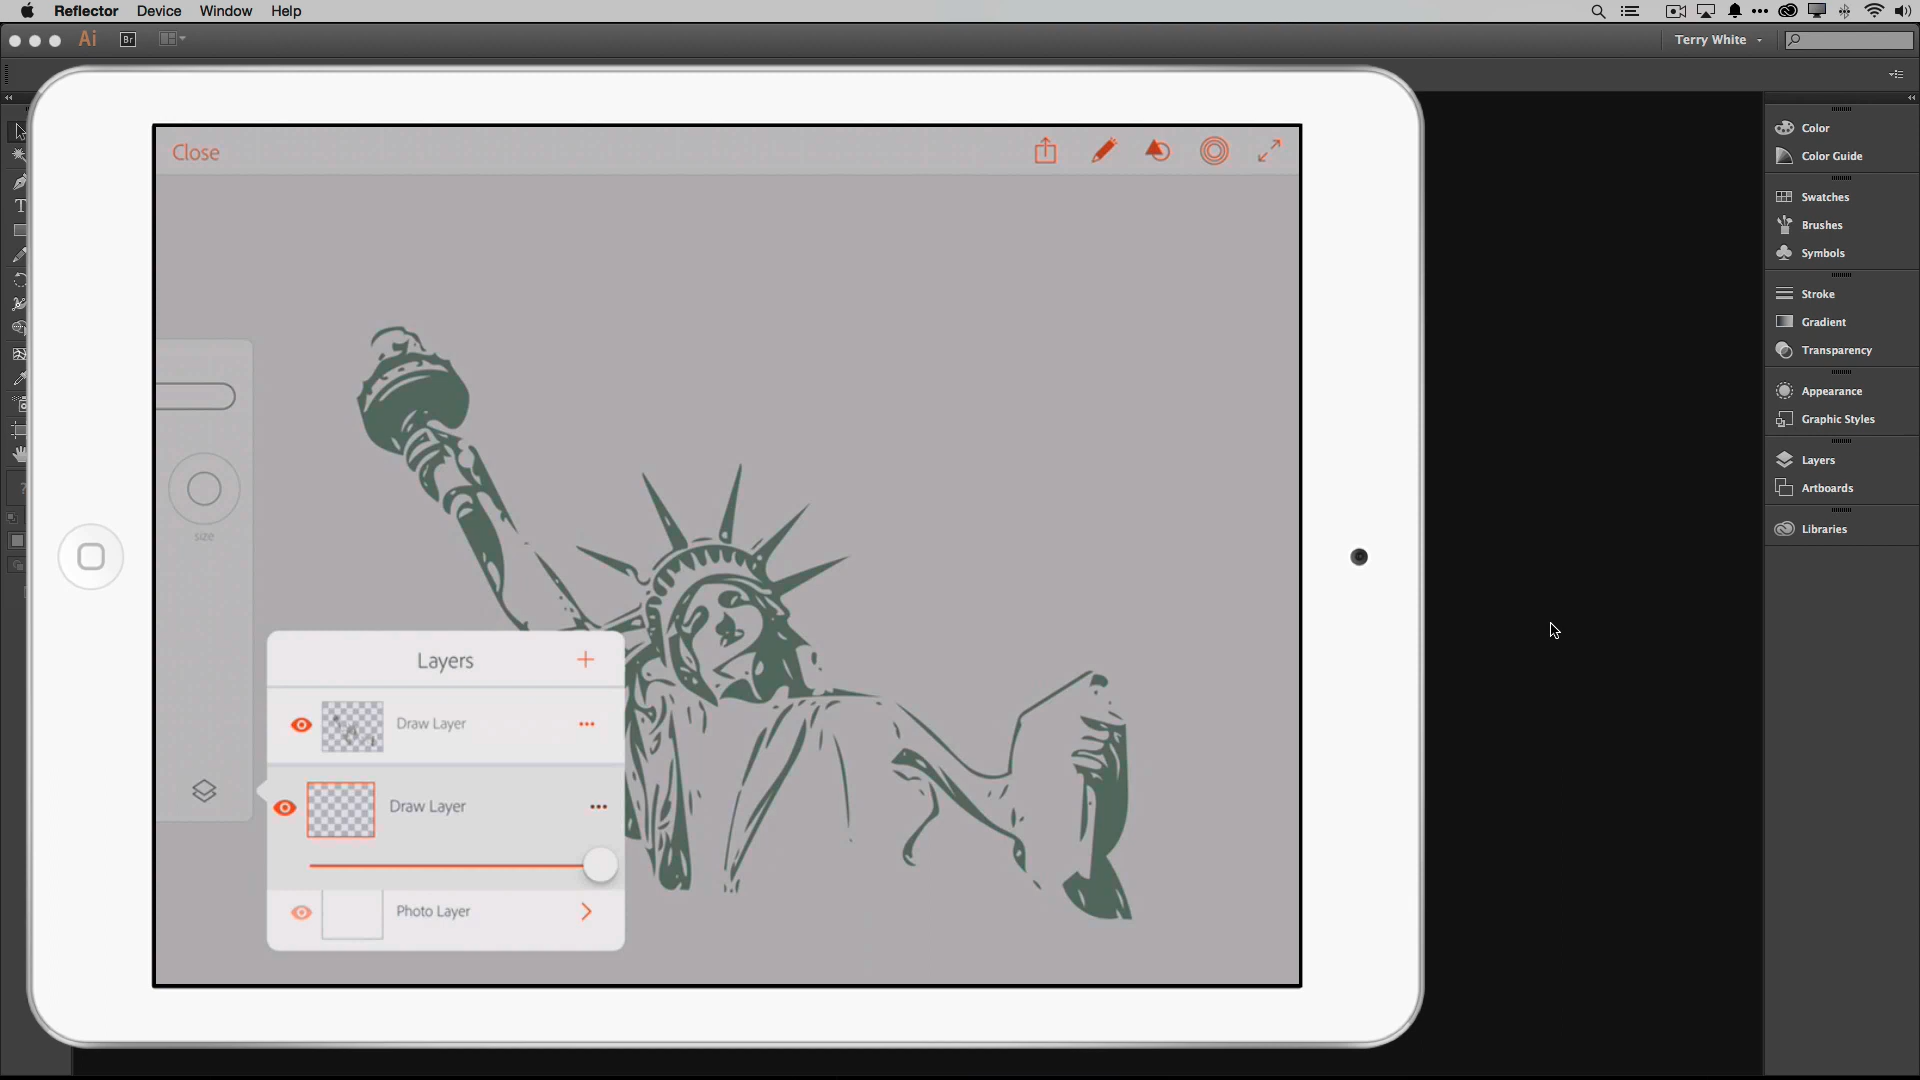 Reflector Device Window Help
Ai Br Terry White
Close
Color
Color Guide
Swatches
Brushes
Symbols
Stroke
Gradient
Transparency
Appearance
Graphic Styles
Layers
Artboards
Libraries
T
size
Layers +
Draw Layer
Draw Layer
Photo Layer
?